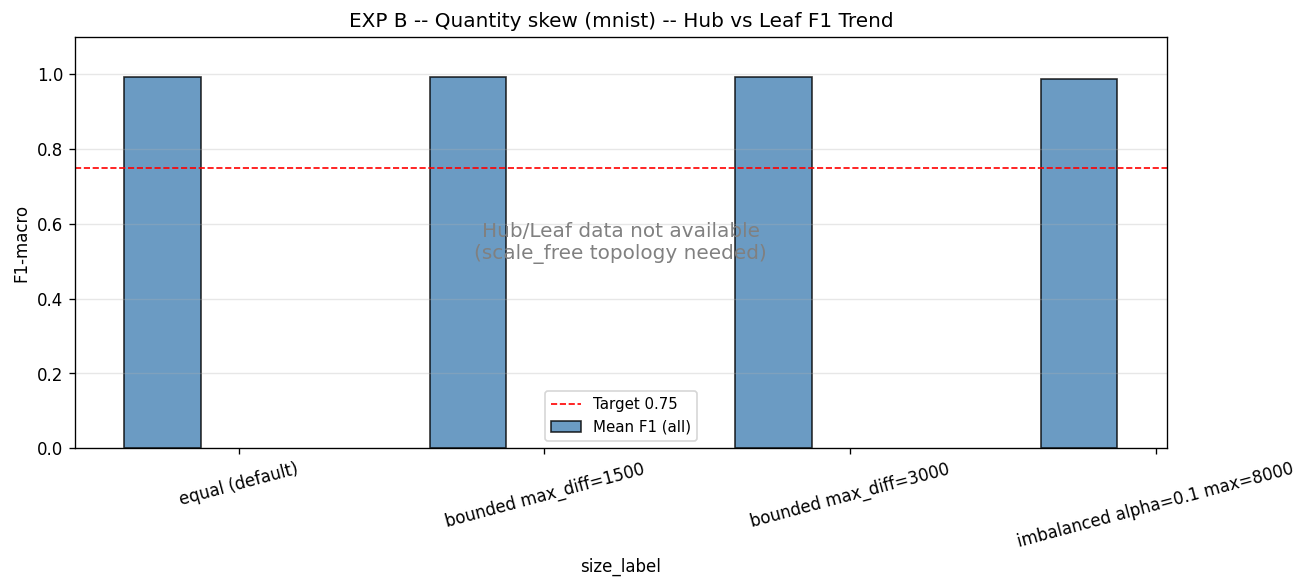 EXP B -- Quantity skew (mnist) -- Hub vs Leaf F1 Trend
F1-macro
1.0
0.8
0.6
0.4
0.2
0.0
Hub/Leaf data not available
(scale_free topology needed)
Target 0.75
Mean F1 (all)
equal (default)
bounded max_diff=1500
bounded max_diff=3000
imbalanced alpha=0.1 max=8000
size_label